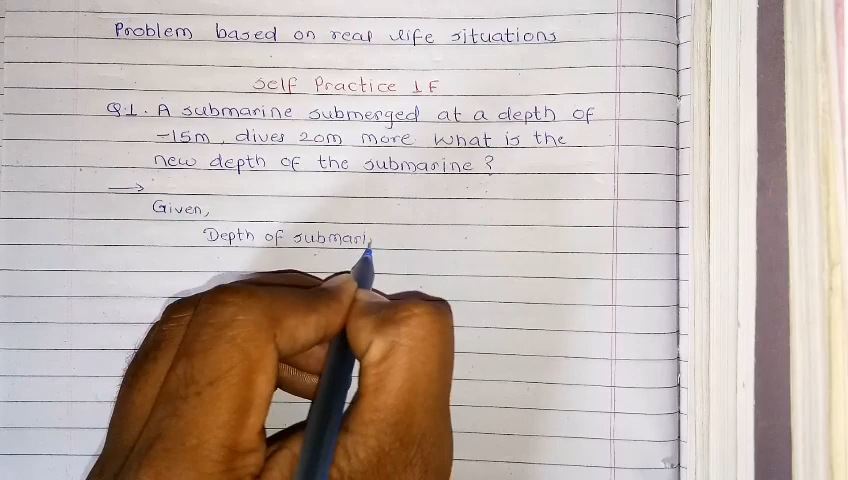 Problem based on real life situations
Self Practice 1F
Q.1. A submarine submerged at a depth of
-15m, dives 20m more what is the
new depth of the submarine?
Given,
Depth of submari